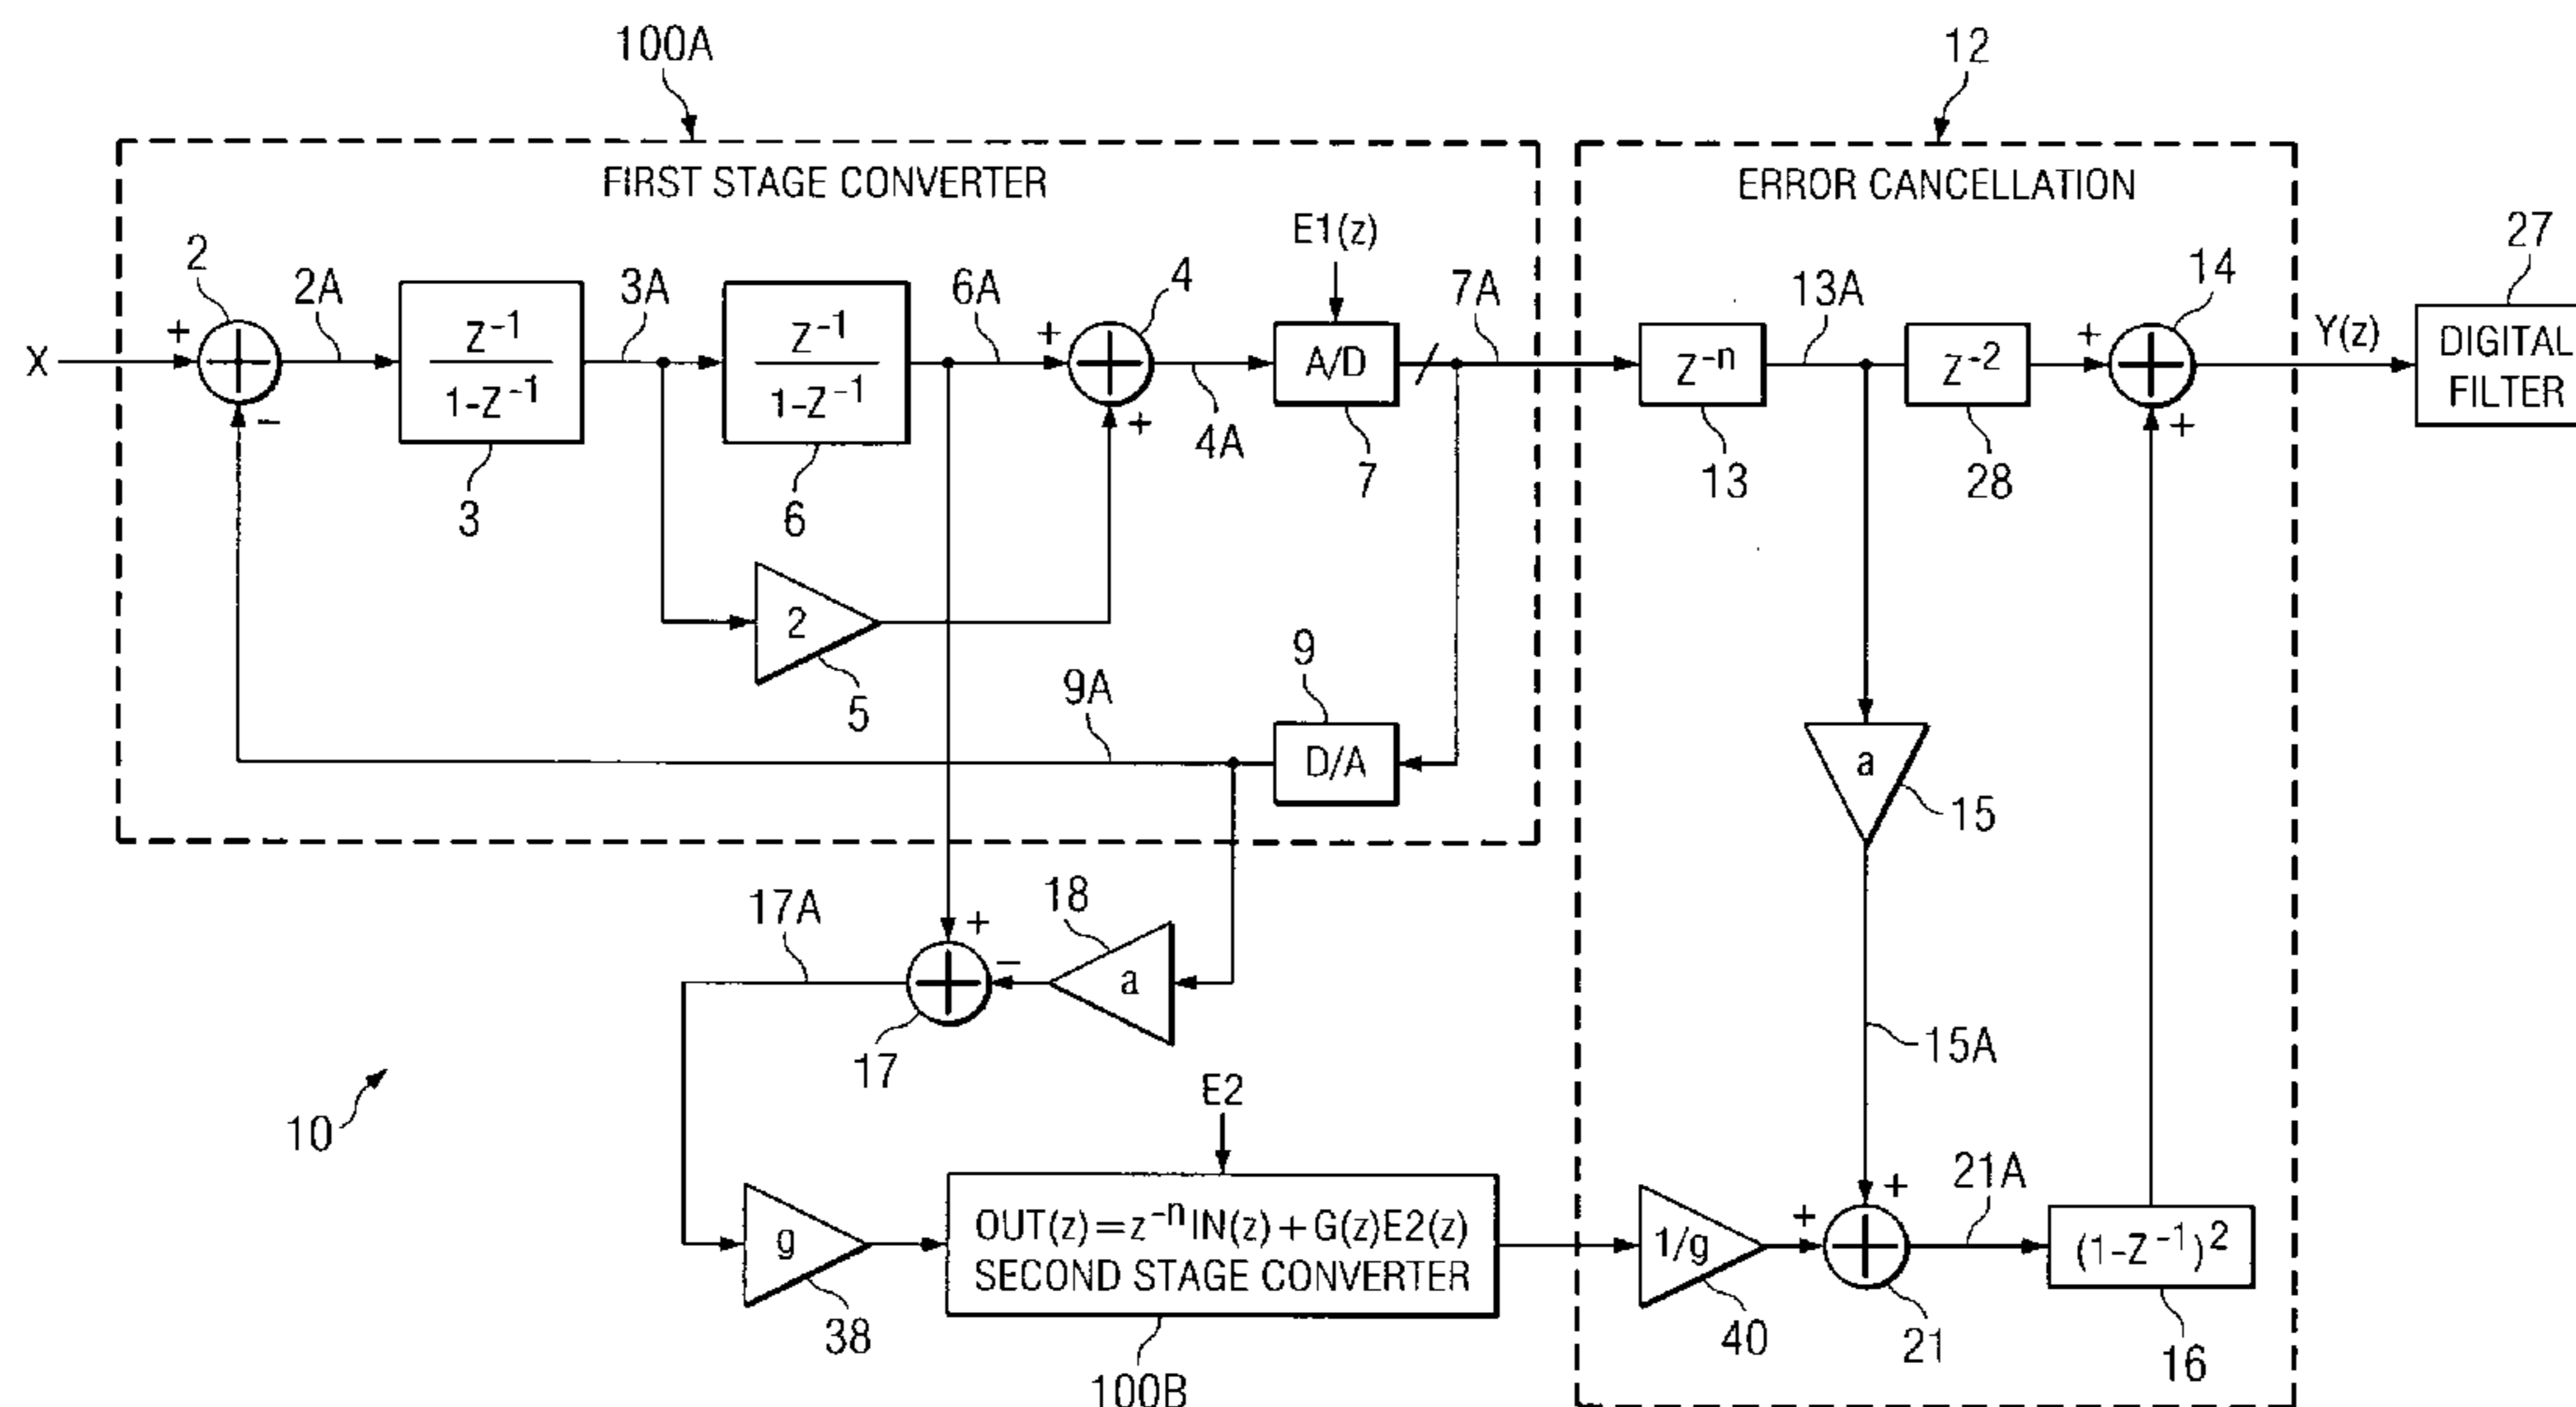 100A
12
FIRST STAGE CONVERTER
ERROR CANCELLATION
E1(z)
27
2
2A
3A
6A
4
7A
13A
14
+
z⁻¹
1-Z⁻¹
z⁻¹
1-Z⁻¹
+
A/D
z⁻ⁿ
z⁻²
+
Y(z)
DIGITAL
FILTER
X
-
+
4A
+
3
6
7
13
28
2
5
9A
9
D/A
a
15
17A
18
+
-
a
17
15A
10
E2
21A
+
g
OUT(z)=z⁻ⁿIN(z)+G(z)E2(z)
SECOND STAGE CONVERTER
1/g
+
(1-Z⁻¹)²
38
100B
40
21
16